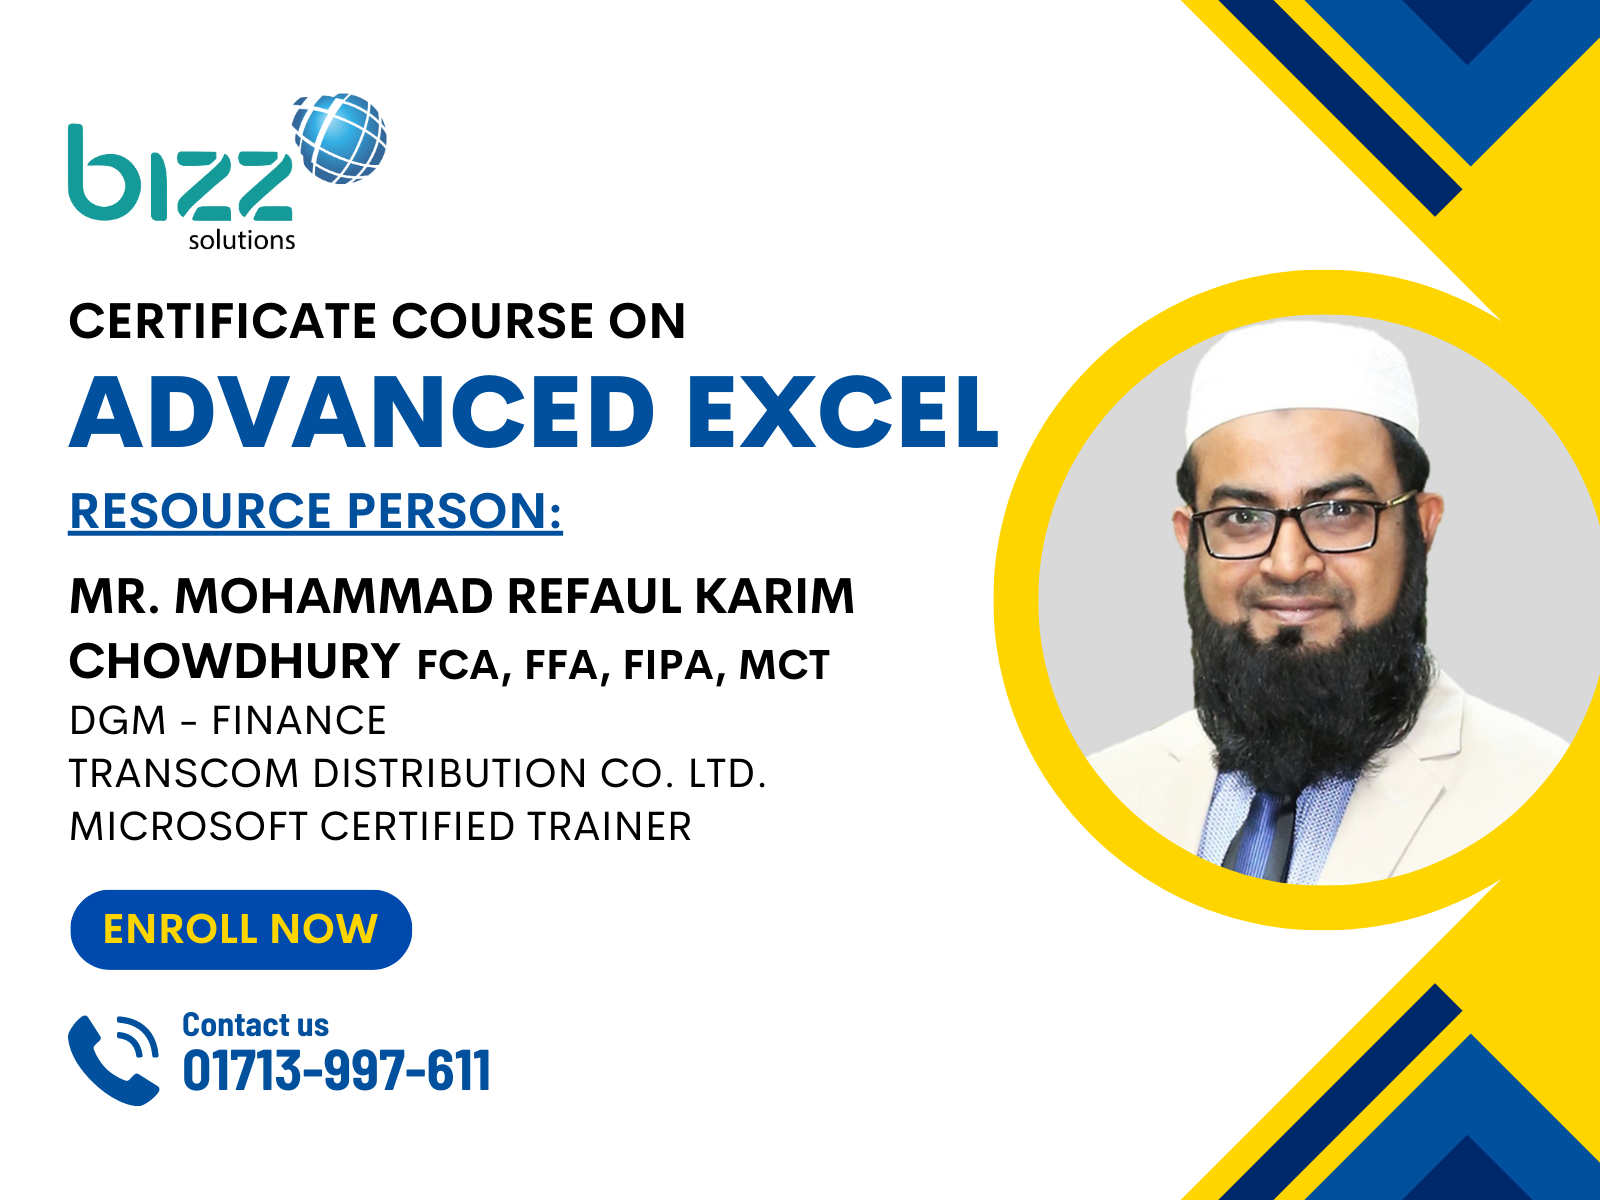 bizz
solutions
CERTIFICATE COURSE ON
ADVANCED EXCEL
RESOURCE PERSON:
MR. MOHAMMAD REFAUL KARIM
CHOWDHURY FCA, FFA, FIPA, MCT
DGM - FINANCE
TRANSCOM DISTRIBUTION CO. LTD.
MICROSOFT CERTIFIED TRAINER
ENROLL NOW
Contact us
01713-997-611